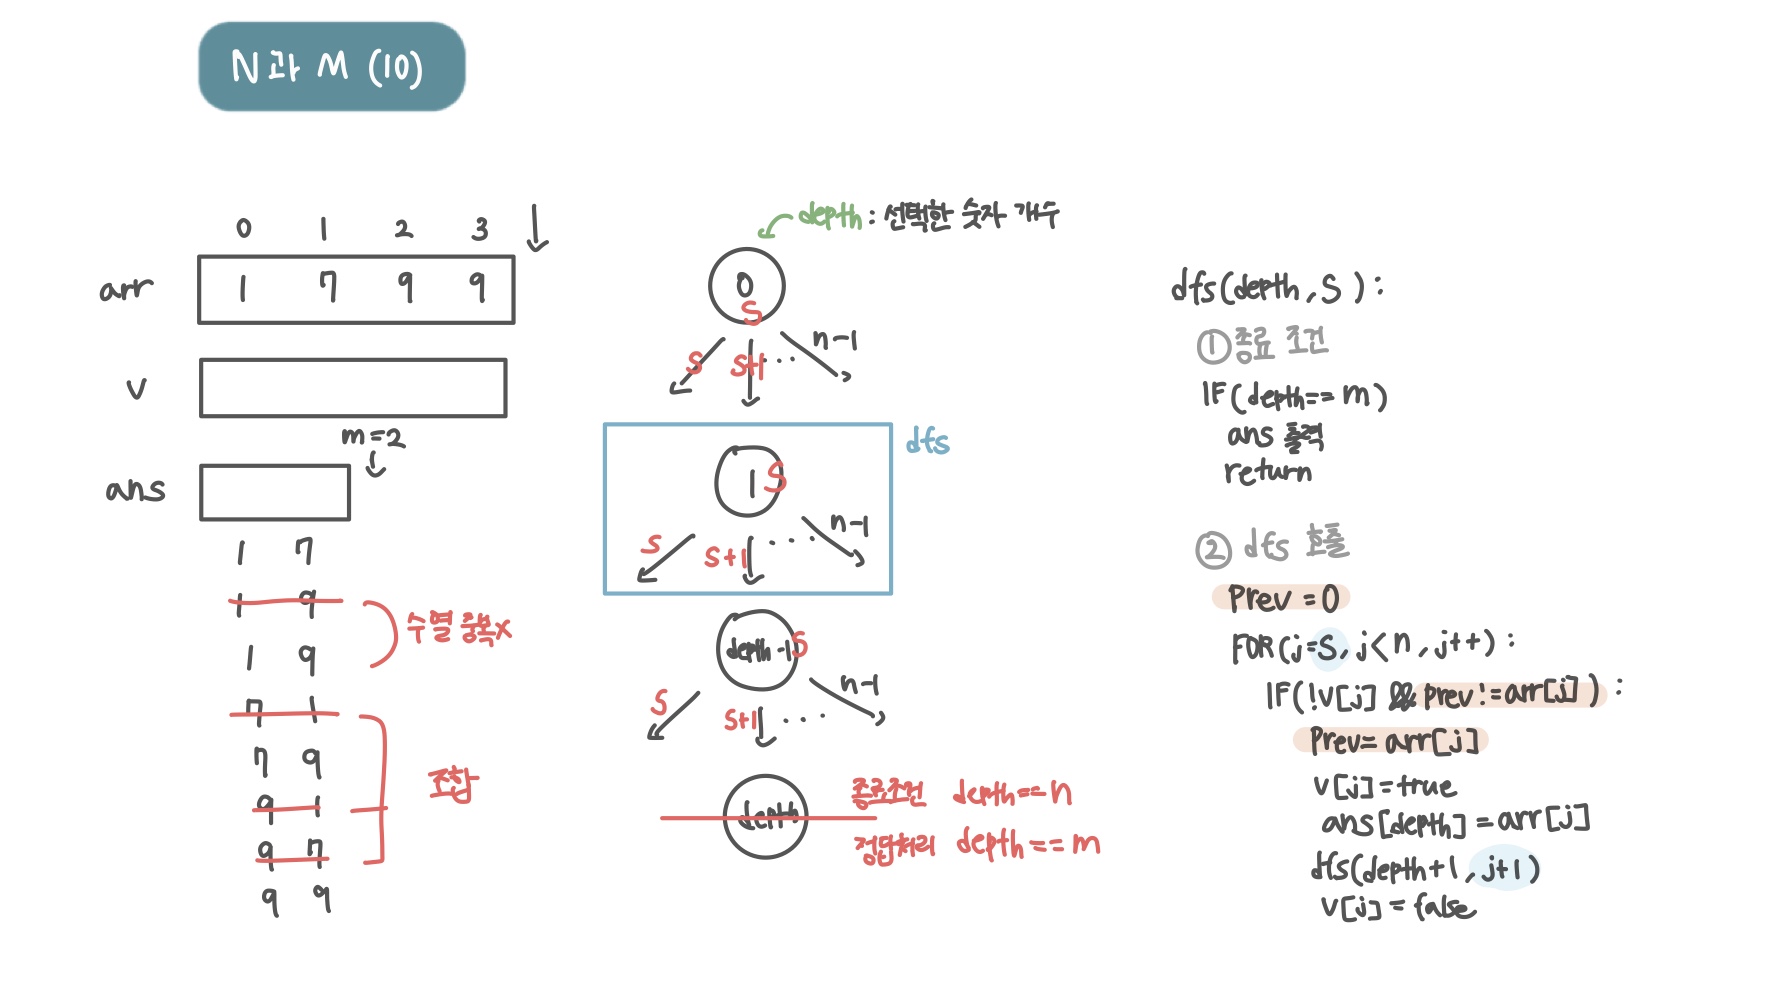 N과 M (10)
0 1 2 3
arr 1 7 9 9
v
m=2
ans
1 7
1 9
수열 중복x
1 9
7 1
7 9
조합
9 1
9 7
9 9
depth : 선택한 숫자 개수
0
S
S S+1 ... n-1
dfs
1 S
S S+1 .... n-1
depth-1 S
S S+1 .... n-1
depth
종료조건 depth==n
정답처리 depth==m
dfs(depth, S):
① 종료 조건
IF(depth== m)
ans 출력
return
② dfs 호출
Prev = 0
FOR(j=S, j<n, j++):
IF(!v[j] && prev!=arr[j]):
Prev= arr[j]
v[j]=true
ans[depth]=arr[j]
dfs(depth+1, j+1)
v[j]=false